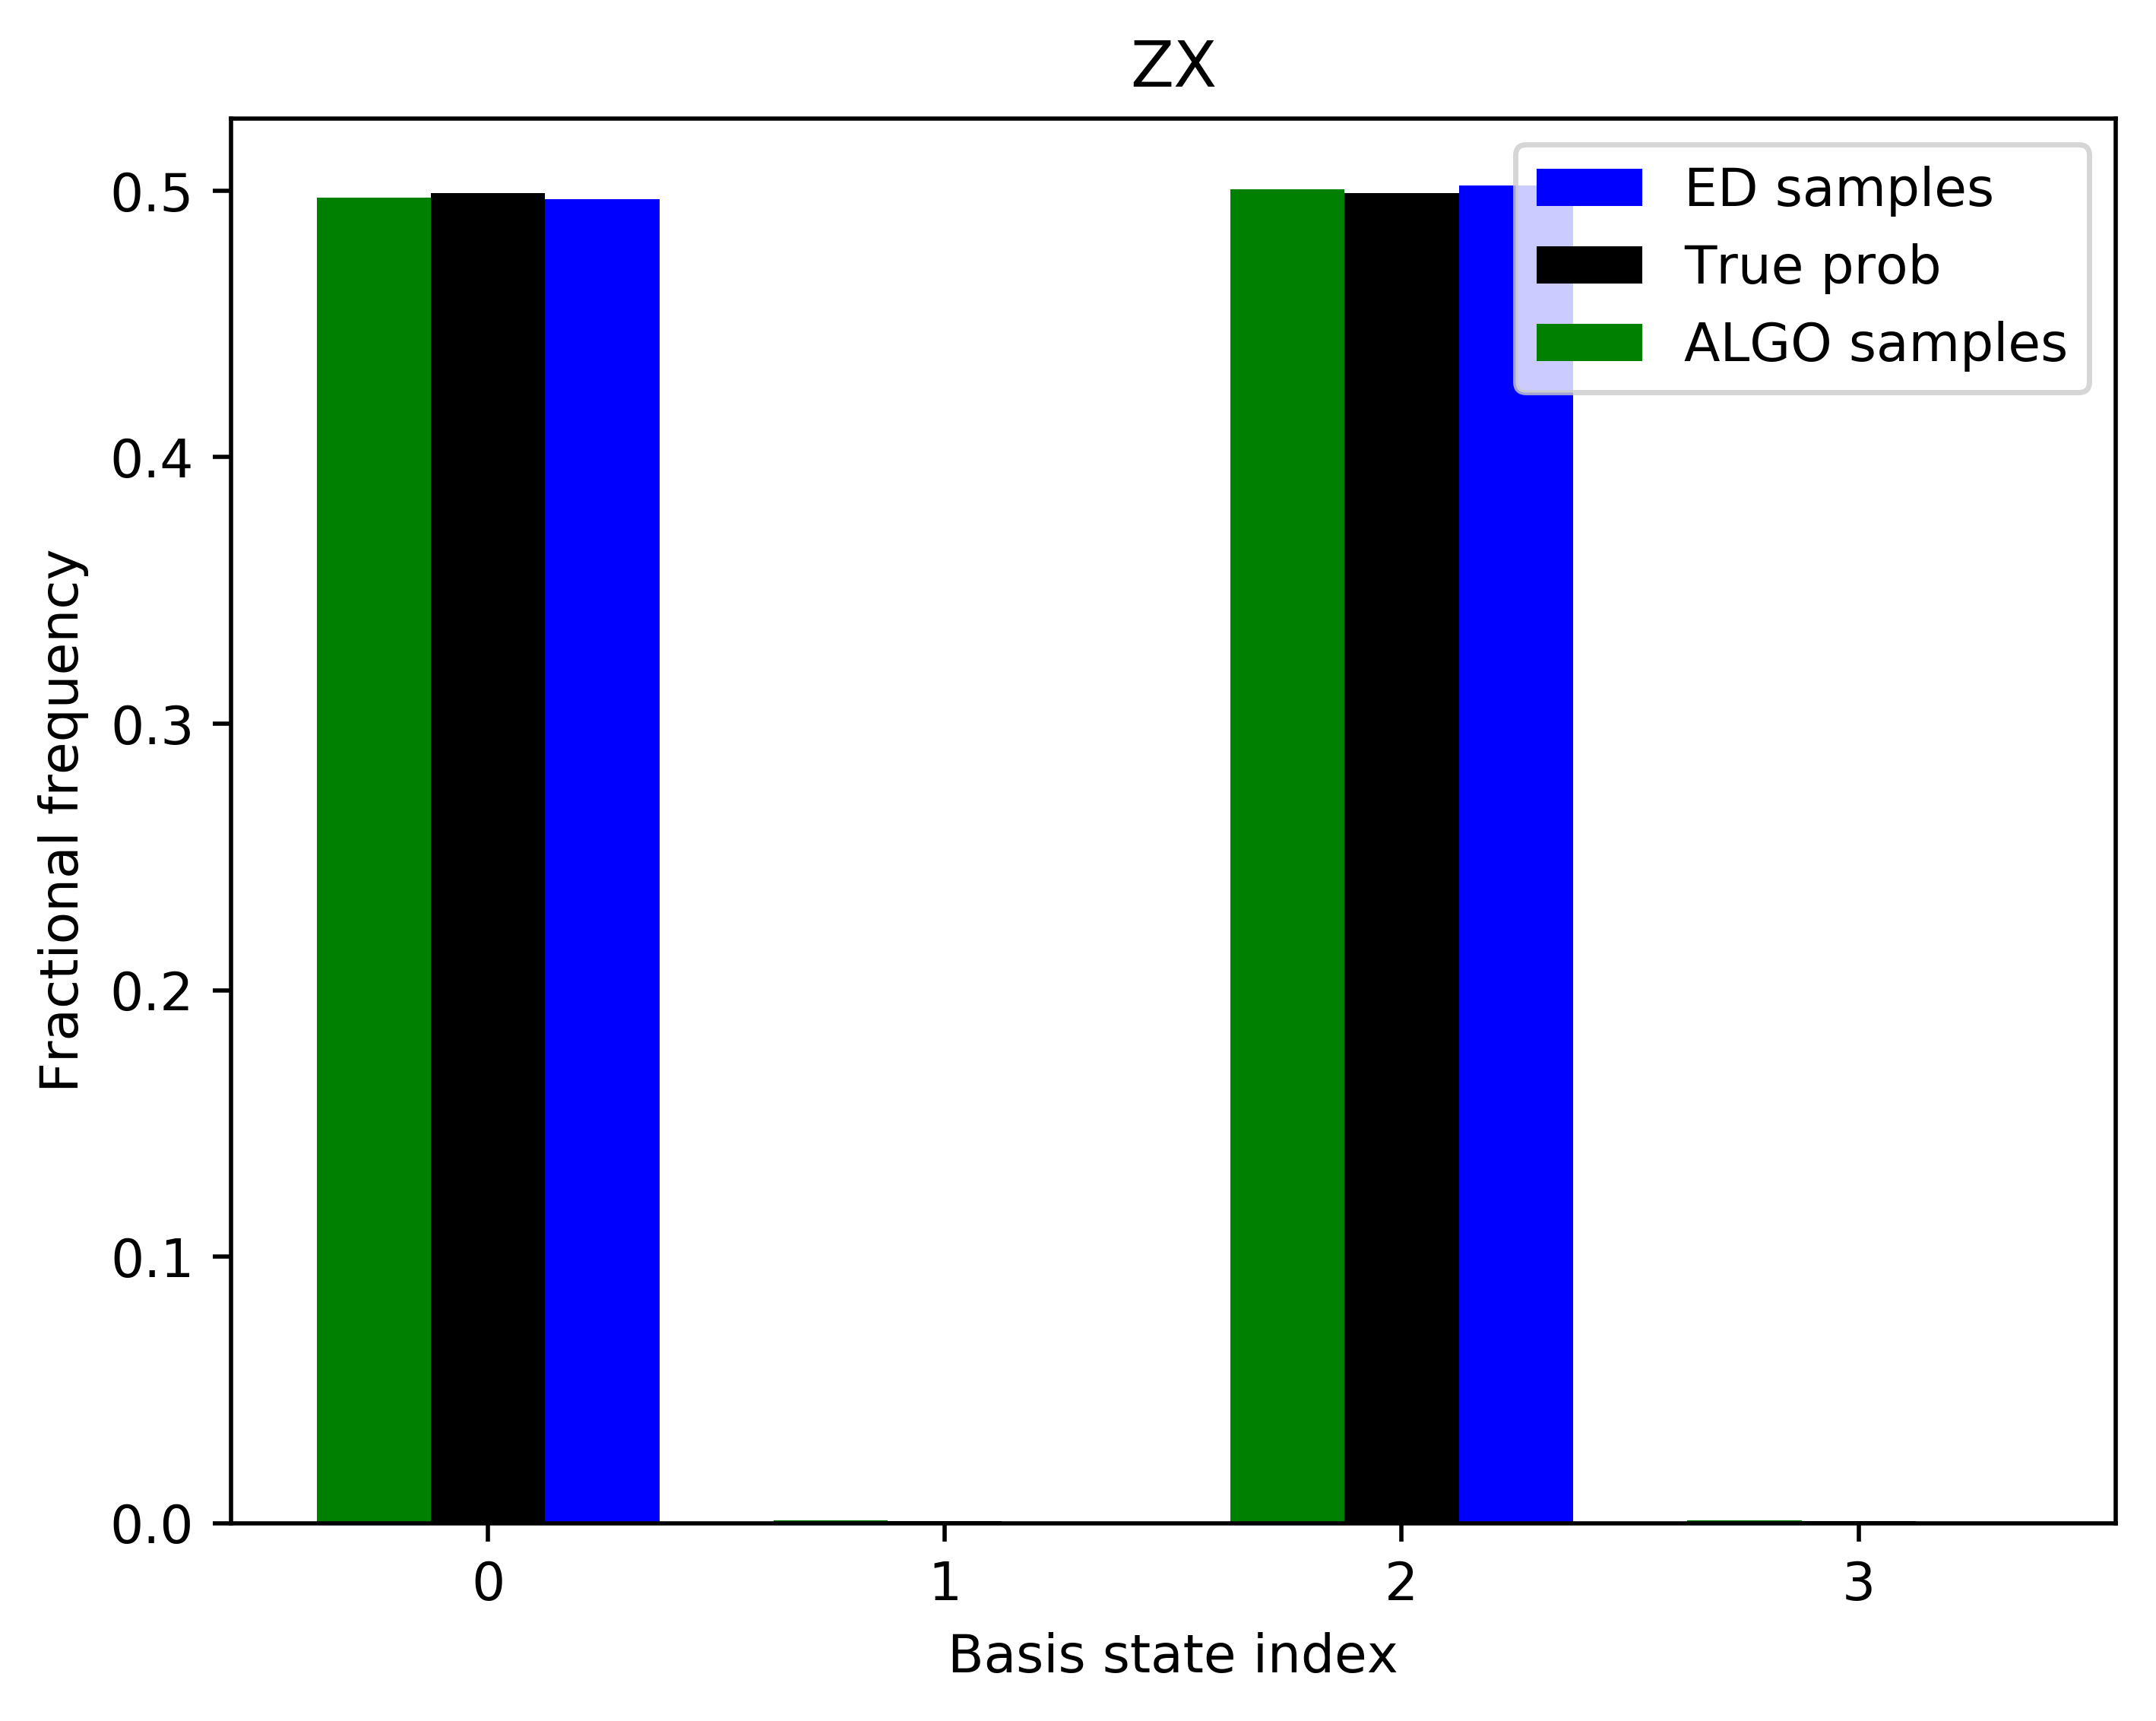 ZX
ED samples
True prob
ALGO samples
0.5
0.4
0.3
0.2
0.1
0.0
Fractional frequency
0 1 2 3
Basis state index